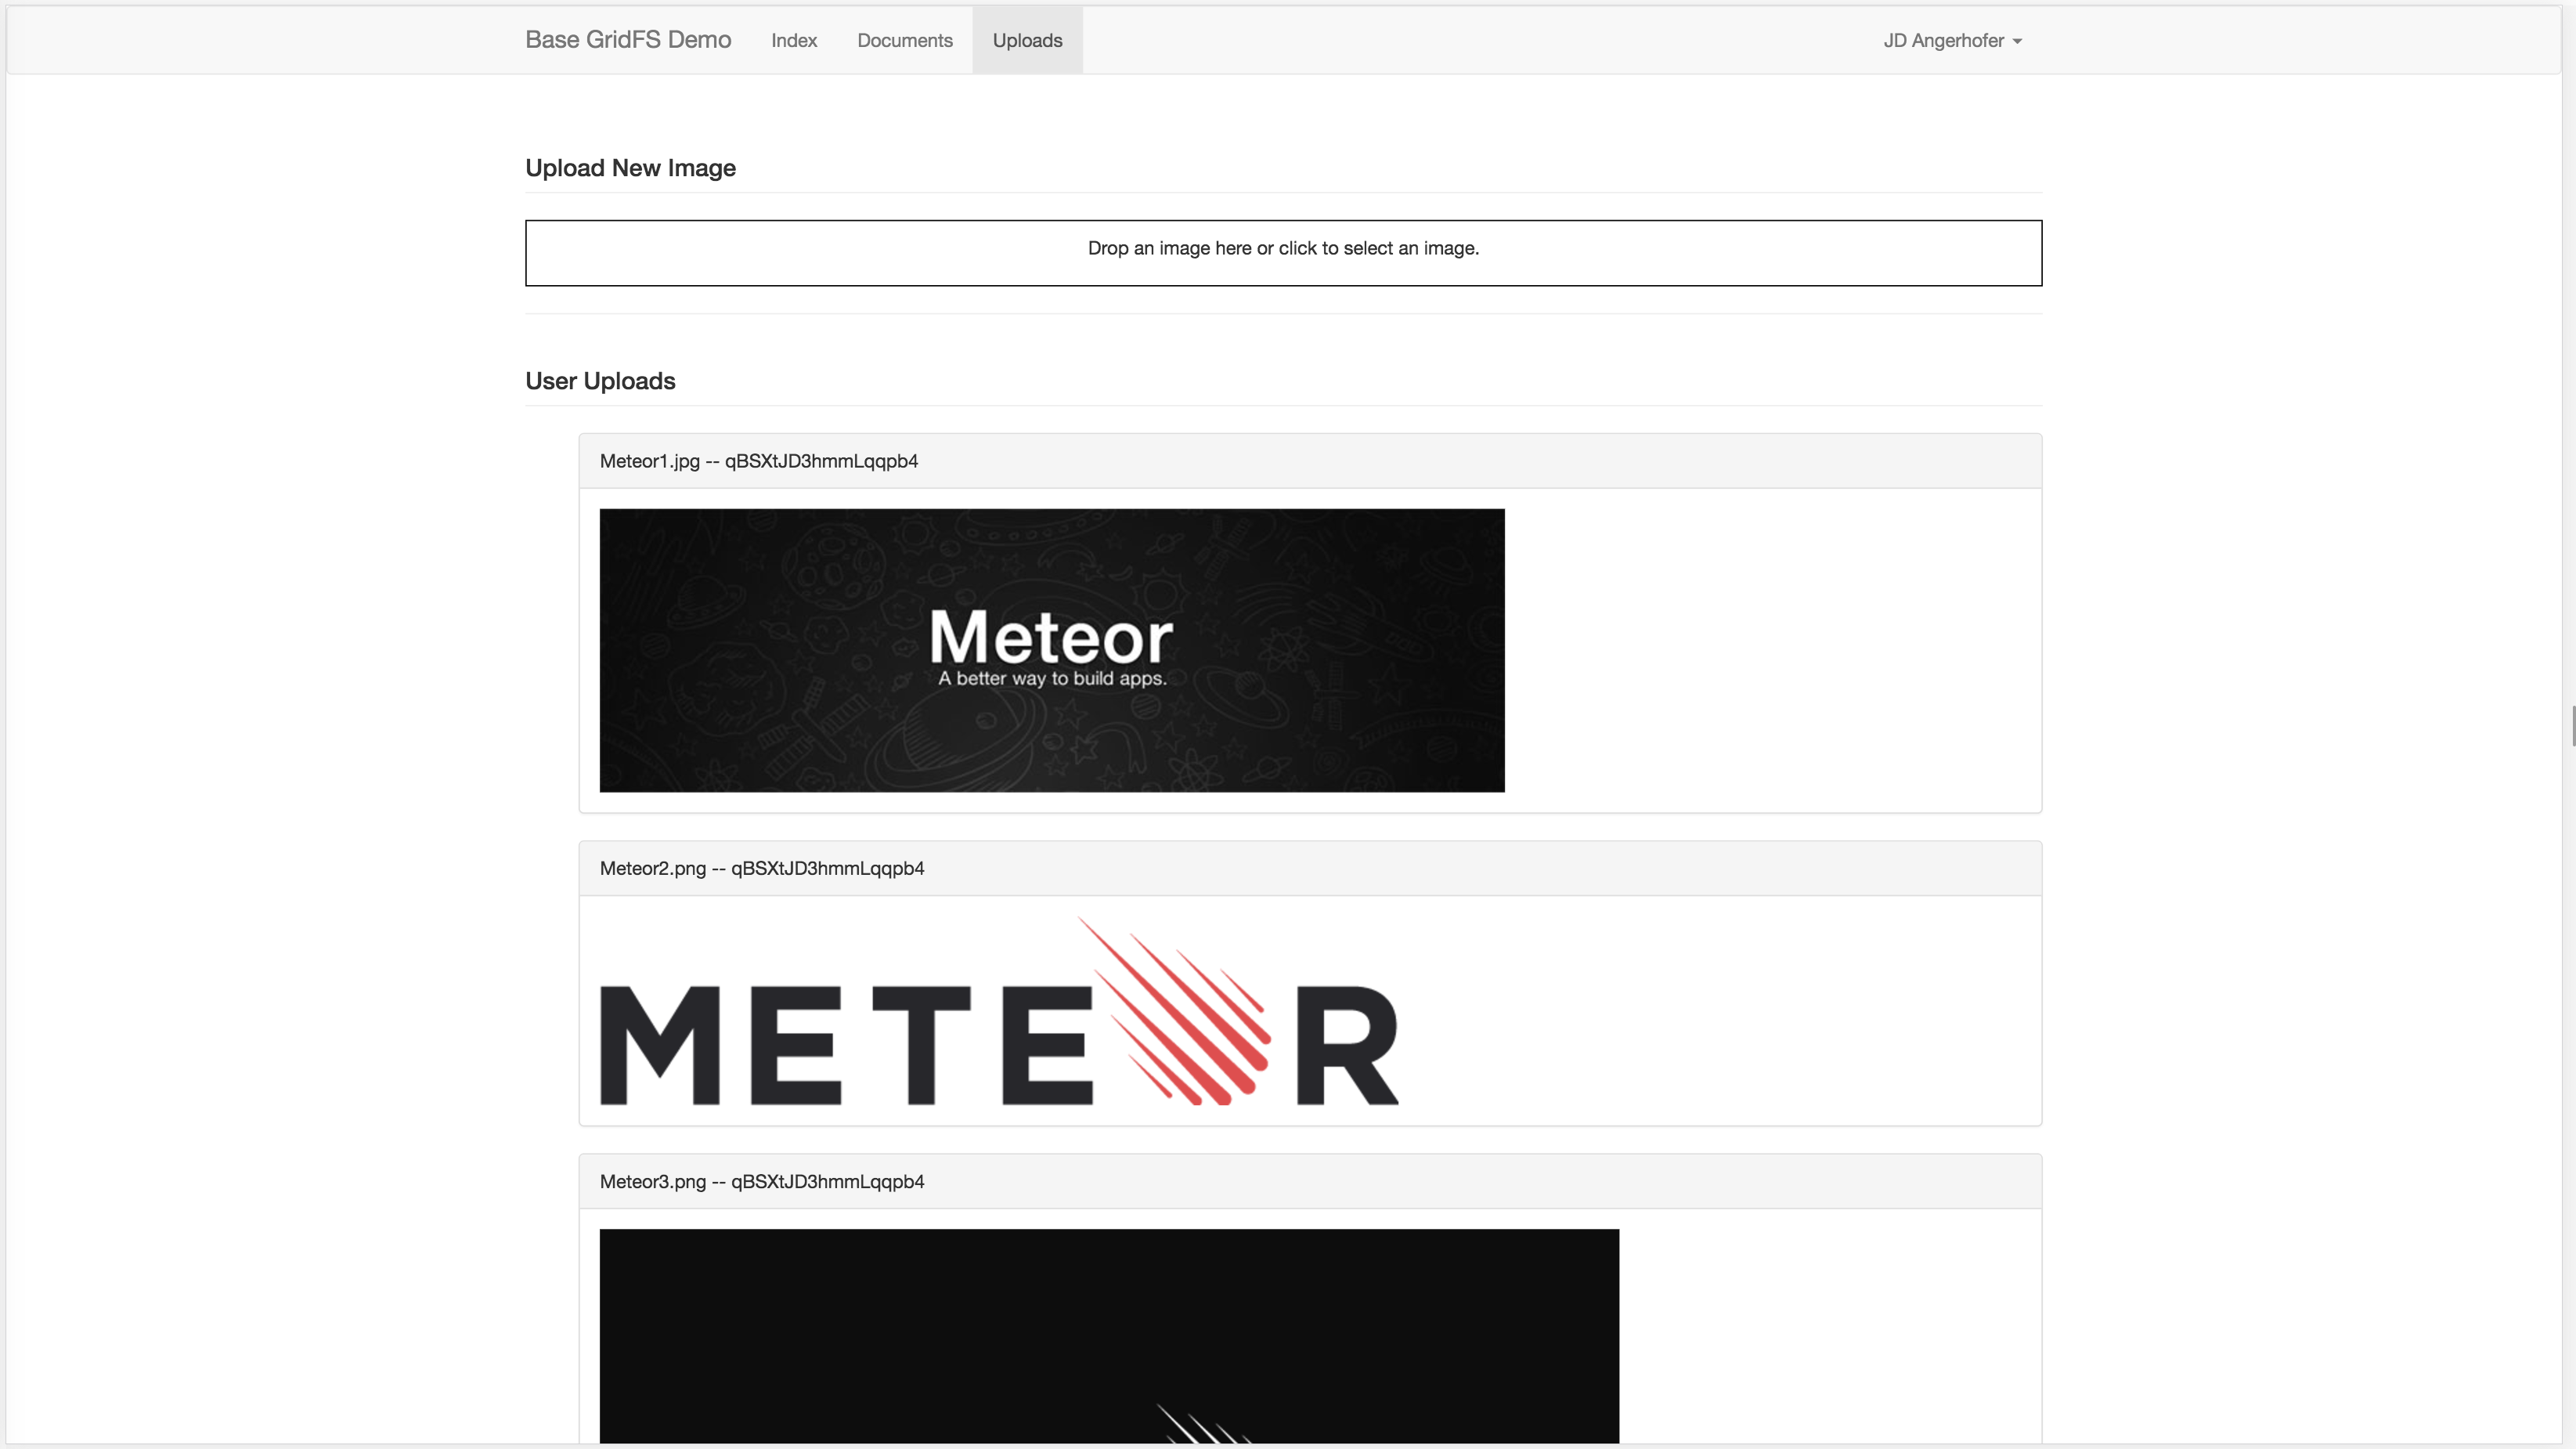 Base GridFS Demo Index Documents Uploads JD Angerhofer
Upload New Image
Drop an image here or click to select an image.
User Uploads
Meteor1.jpg -- qBSXtJD3hmmLqqpb4
Meteor
A better way to build apps.
Meteor2.png -- qBSXtJD3hmmLqqpb4
METEOR
Meteor3.png -- qBSXtJD3hmmLqqpb4